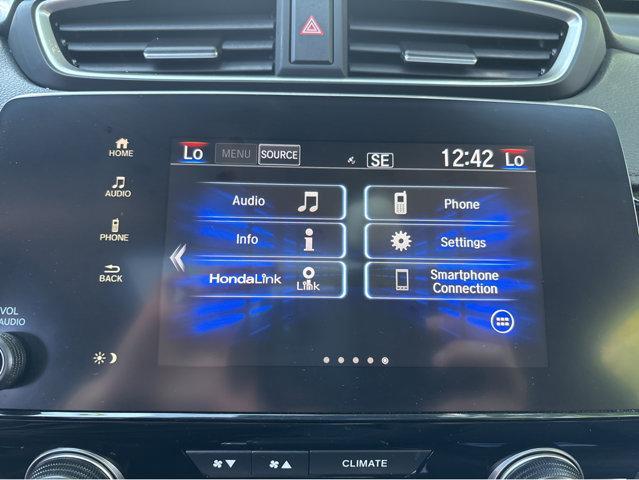 HOME
AUDIO
PHONE
BACK
VOL
AUDIO
Lo MENU SOURCE SE 12:42 Lo
Audio
Phone
Info
Settings
HondaLink Link
Smartphone
Connection
CLIMATE